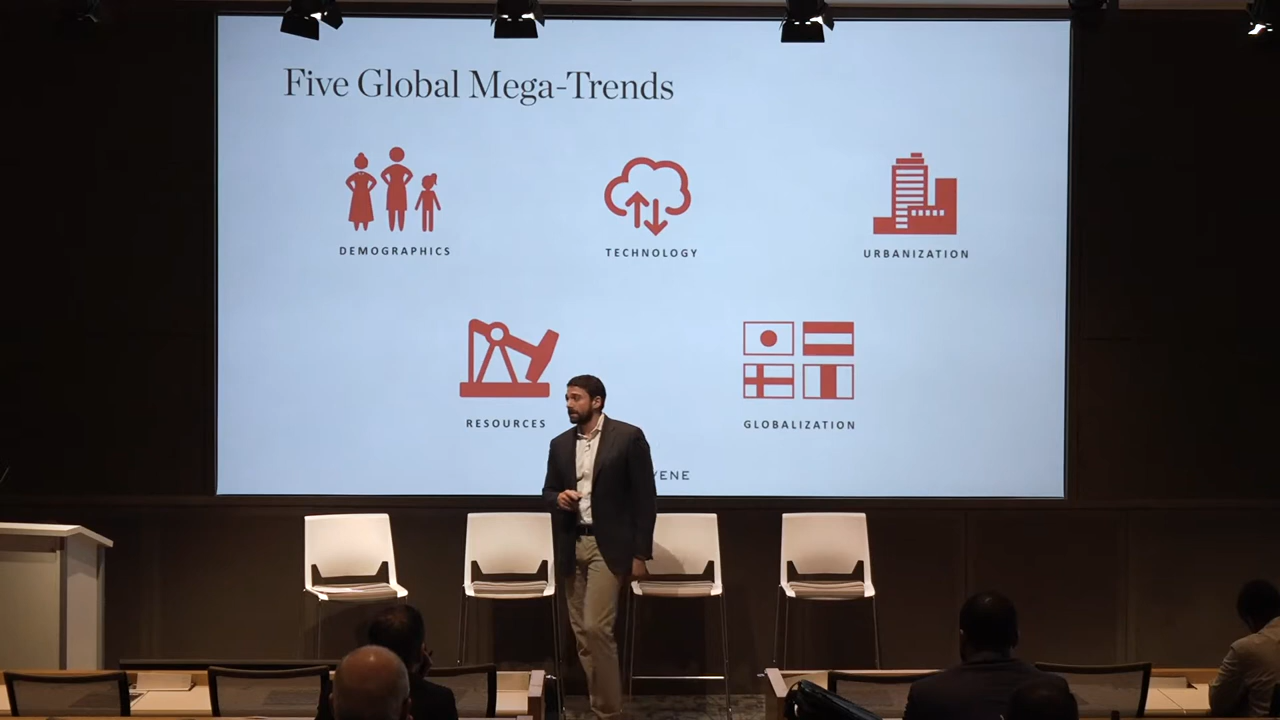 Five Global Mega-Trends
DEMOGRAPHICS
TECHNOLOGY
URBANIZATION
RESOURCES
GLOBALIZATION